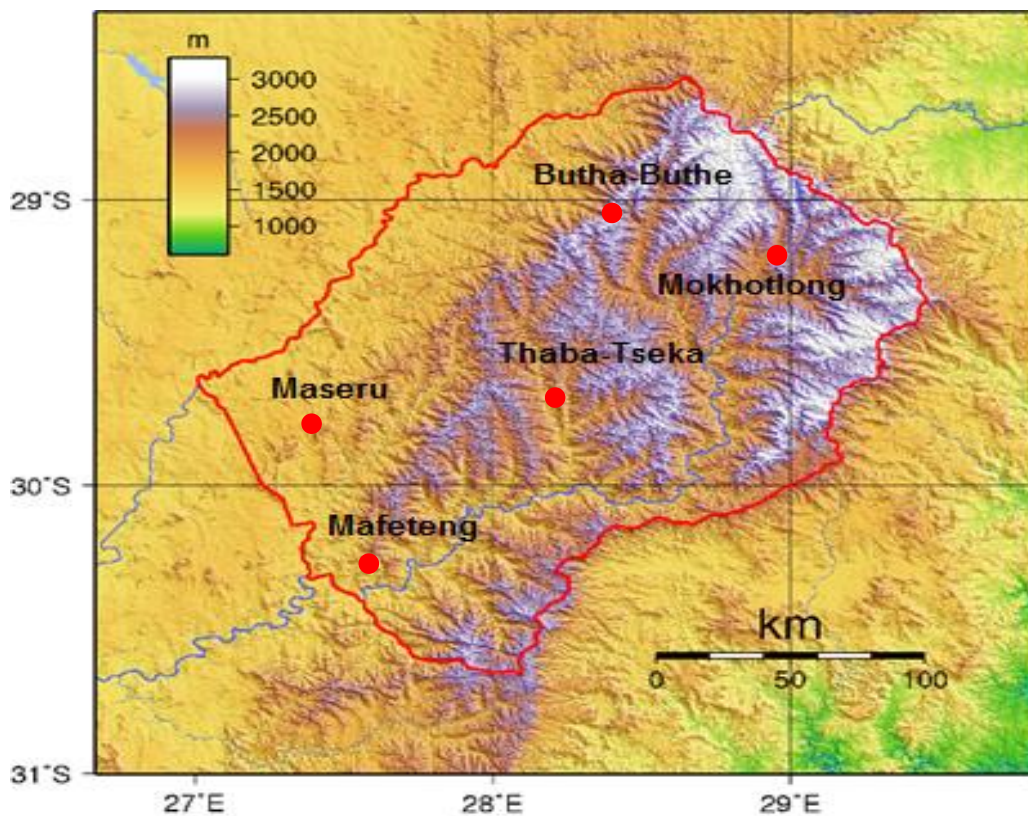 m
3000
2500
2000
1500
1000
29°S
30°S
31°S
Butha-Buthe
Mokhotlong
Thaba-Tseka
Maseru
Mafeteng
km
0 50 100
27°E 28°E 29°E